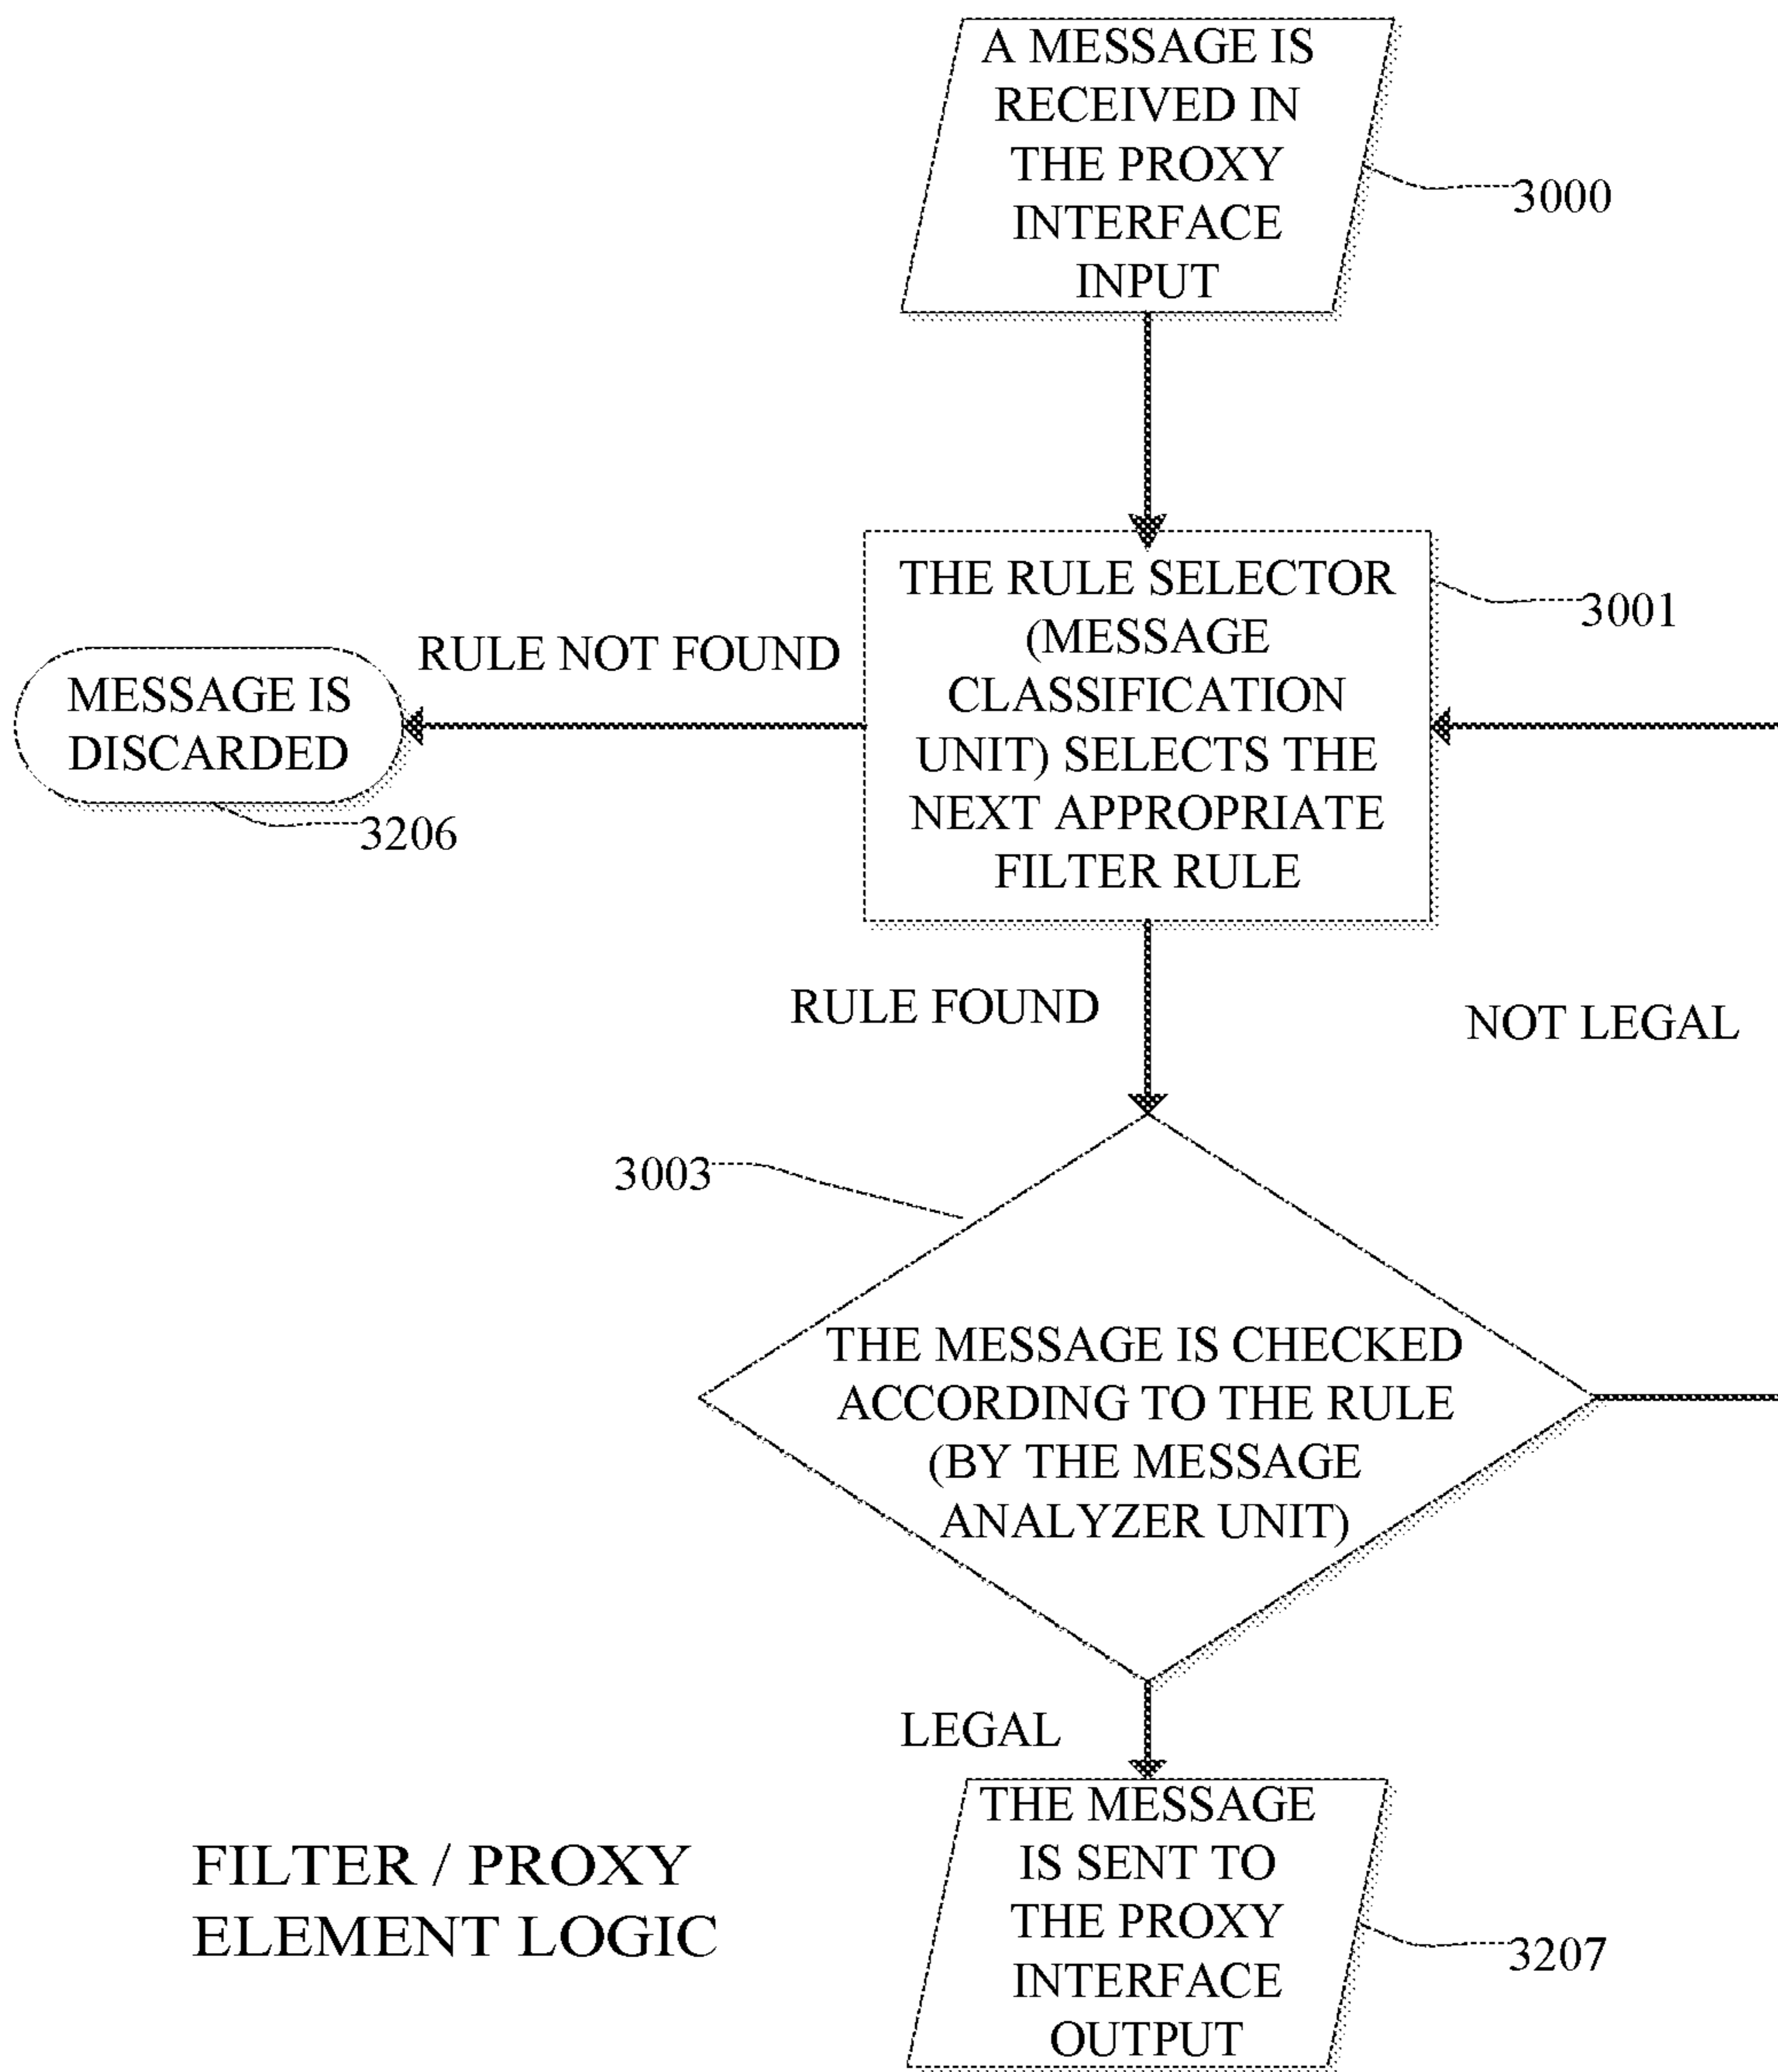 A MESSAGE IS
RECEIVED IN
THE PROXY
INTERFACE
INPUT
3000
THE RULE SELECTOR
(MESSAGE
CLASSIFICATION
UNIT) SELECTS THE
NEXT APPROPRIATE
FILTER RULE
3001
RULE NOT FOUND
MESSAGE IS
DISCARDED
3206
RULE FOUND
NOT LEGAL
3003
THE MESSAGE IS CHECKED
ACCORDING TO THE RULE
(BY THE MESSAGE
ANALYZER UNIT)
LEGAL
THE MESSAGE
IS SENT TO
THE PROXY
INTERFACE
OUTPUT
3207
FILTER / PROXY
ELEMENT LOGIC